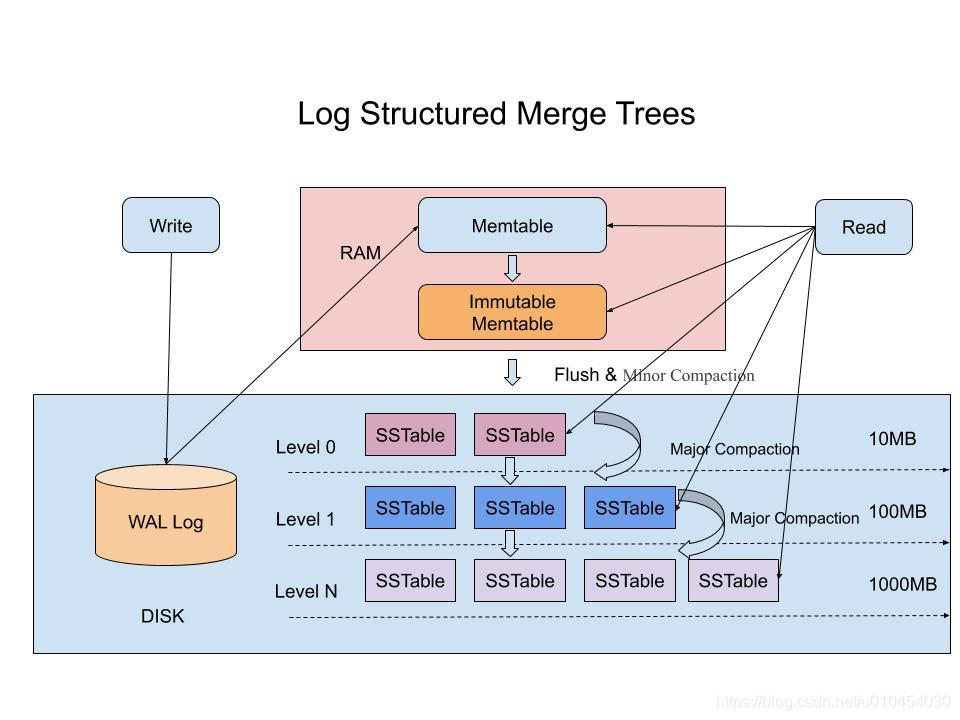 Log Structured Merge Trees
Write
Memtable
Read
RAM
Immutable
Memtable
Flush & Minor Compaction
Level 0
SSTable
SSTable
Major Compaction
10MB
Level 1
SSTable
SSTable
SSTable
Major Compaction
100MB
WAL Log
Level N
SSTable
SSTable
SSTable
SSTable
1000MB
DISK
https://blog.csdn.net/u010454030